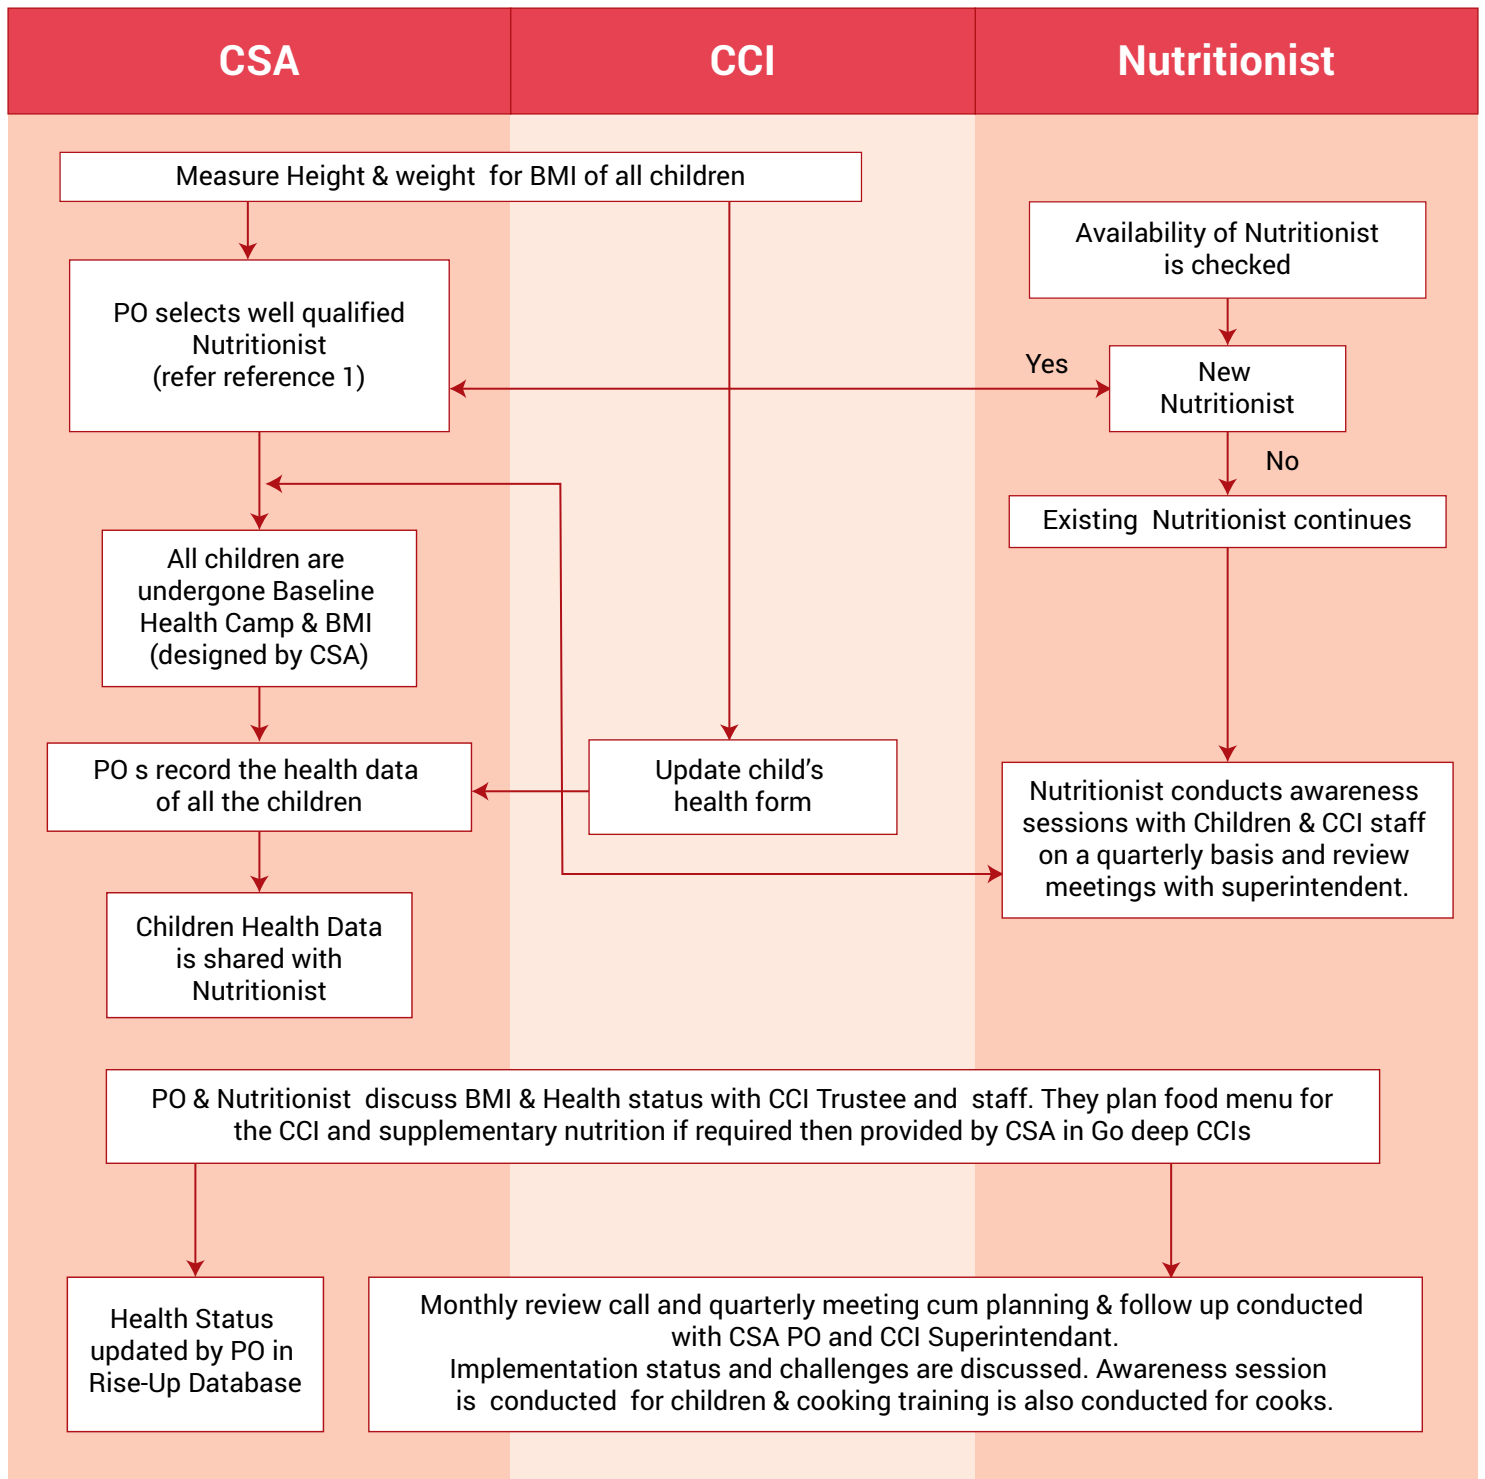 CSA
CCI
Nutritionist
Measure Height & weight for BMI of all children
Availability of Nutritionist
is checked
PO selects well qualified
Nutritionist
(refer reference 1)
Yes
New
Nutritionist
No
Existing Nutritionist continues
All children are
undergone Baseline
Health Camp & BMI
(designed by CSA)
PO s record the health data
of all the children
Update child's
health form
Nutritionist conducts awareness
sessions with Children & CCI staff
on a quarterly basis and review
meetings with superintendent.
Children Health Data
is shared with
Nutritionist
PO & Nutritionist discuss BMI & Health status with CCI Trustee and staff. They plan food menu for
the CCI and supplementary nutrition if required then provided by CSA in Go deep CCIs
Health Status
updated by PO in
Rise-Up Database
Monthly review call and quarterly meeting cum planning & follow up conducted
with CSA PO and CCI Superintendant.
Implementation status and challenges are discussed. Awareness session
is conducted for children & cooking training is also conducted for cooks.